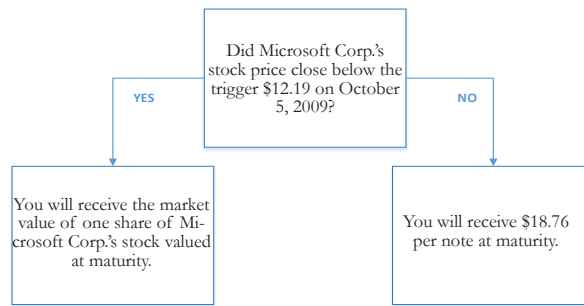 Did Microsoft Corp.'s
stock price close below the
trigger $12.19 on October
5, 2009?
YES
NO
You will receive the market
value of one share of Mi-
crosoft Corp.'s stock valued
at maturity.
You will receive $18.76
per note at maturity.